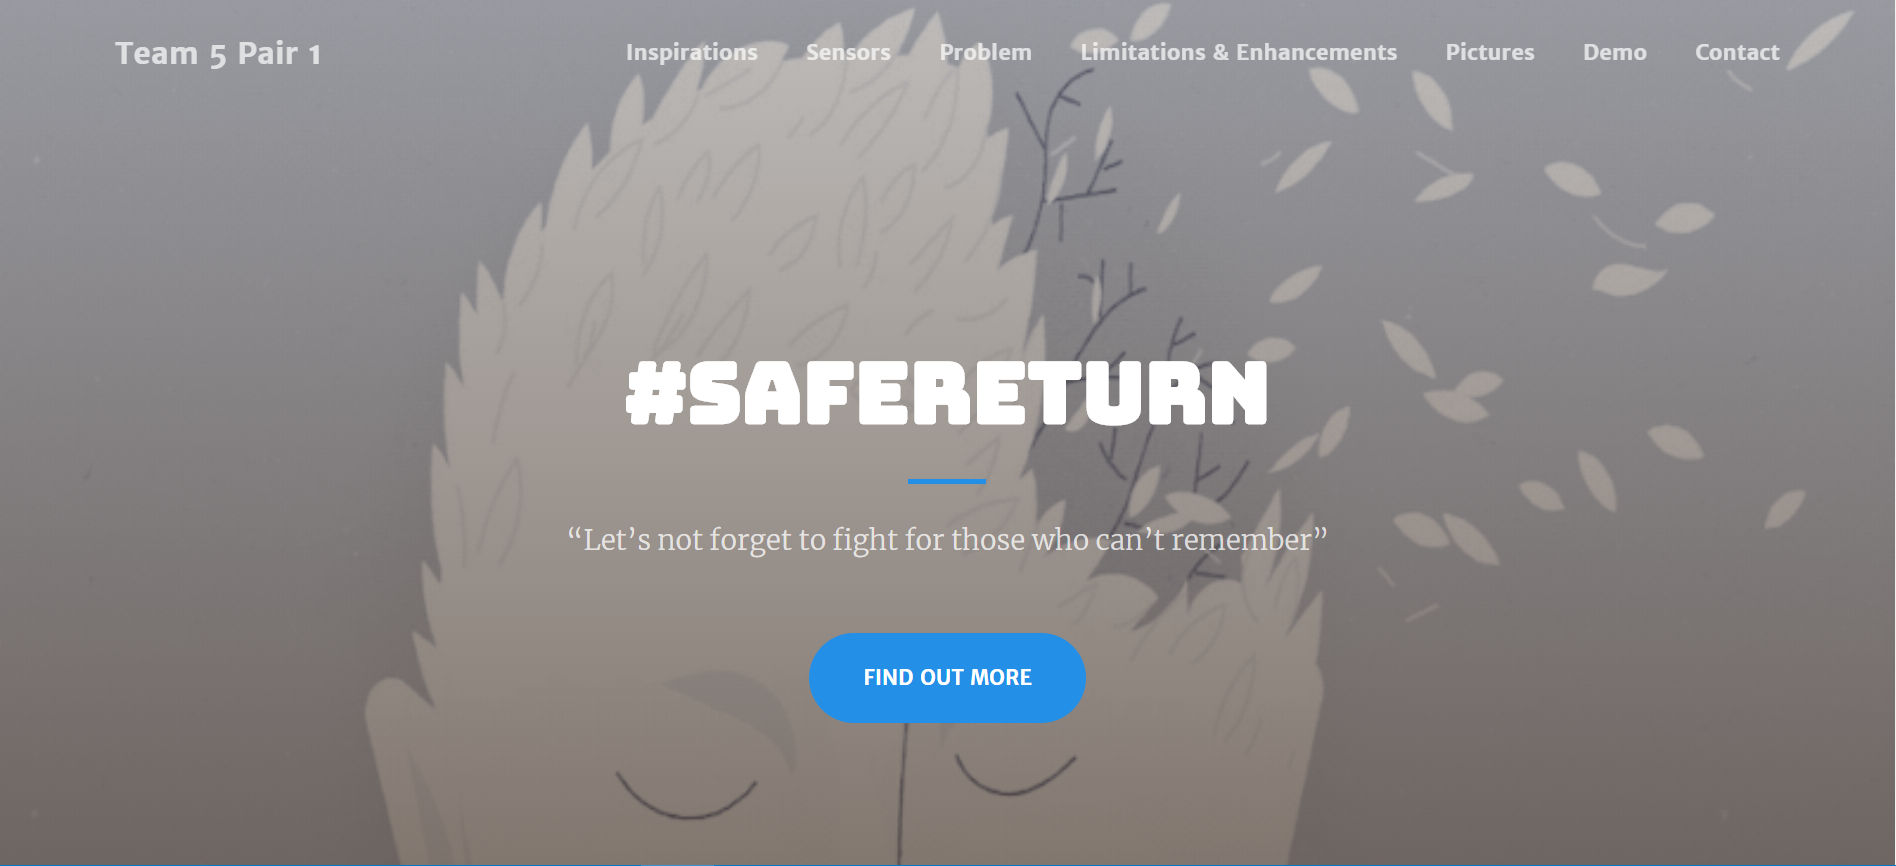 Team 5 Pair 1
Inspirations Sensors Problem Limitations & Enhancements Pictures Demo Contact
#SAFERETURN
“Let’s not forget to fight for those who can’t remember”
FIND OUT MORE